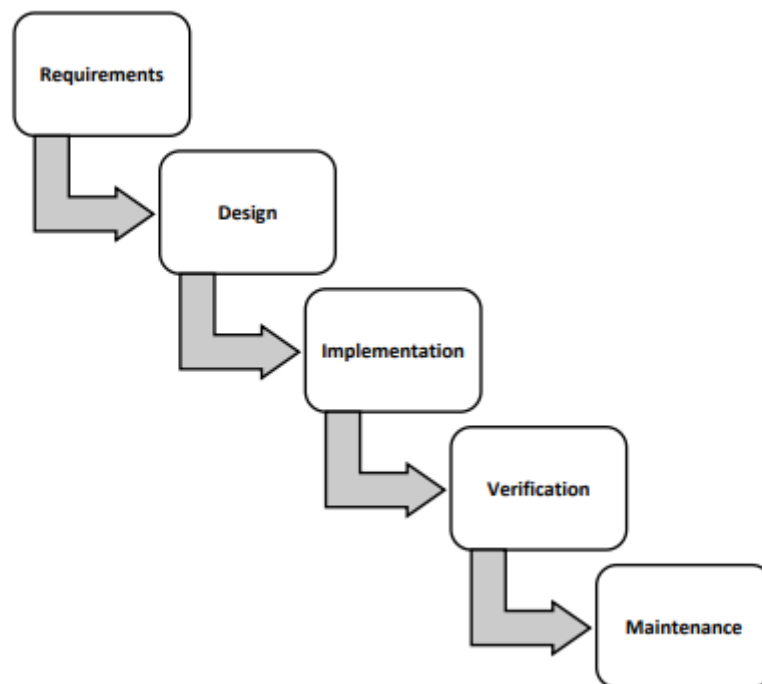 Requirements
Design
Implementation
Verification
Maintenance